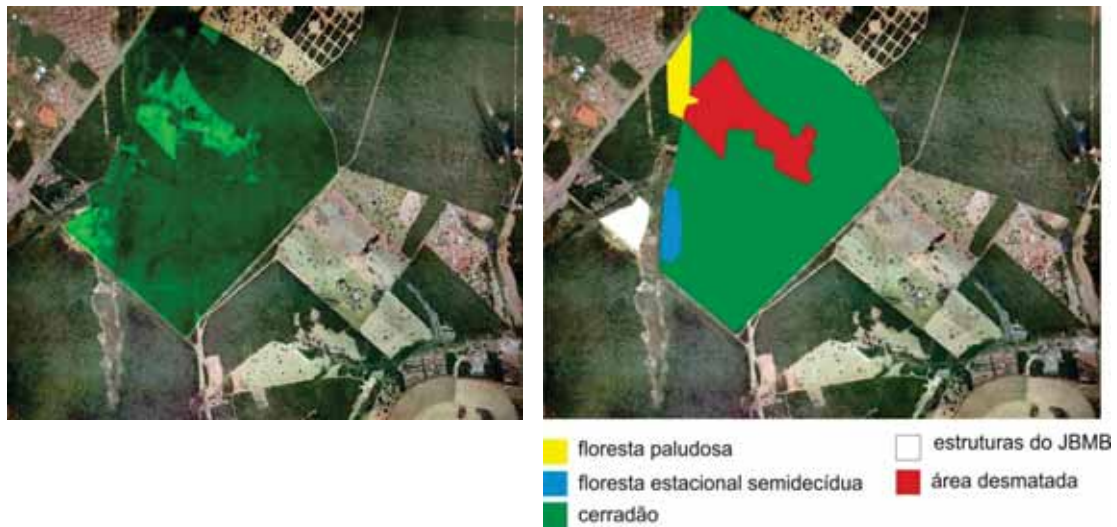 floresta paludosa
floresta estacional semidecídua
cerradão
estruturas do JBMB
área desmatada